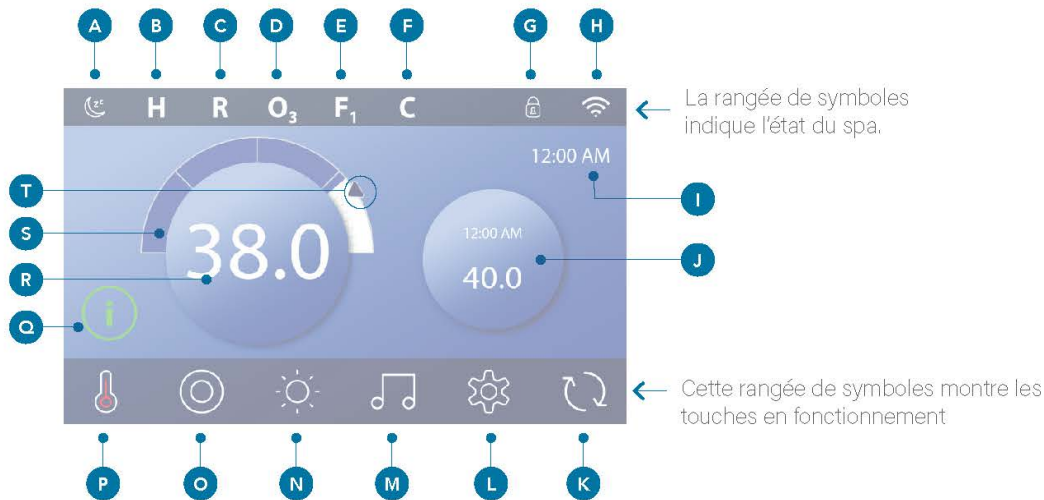 A B C D E F G H
zzc H R O₃ F₁ C
La rangée de symboles
indique l'état du spa.
12:00 AM
T
I
S
38.0
12:00 AM
J
R
40.0
Q
i
Cette rangée de symboles montre les
touches en fonctionnement
P O N M L K